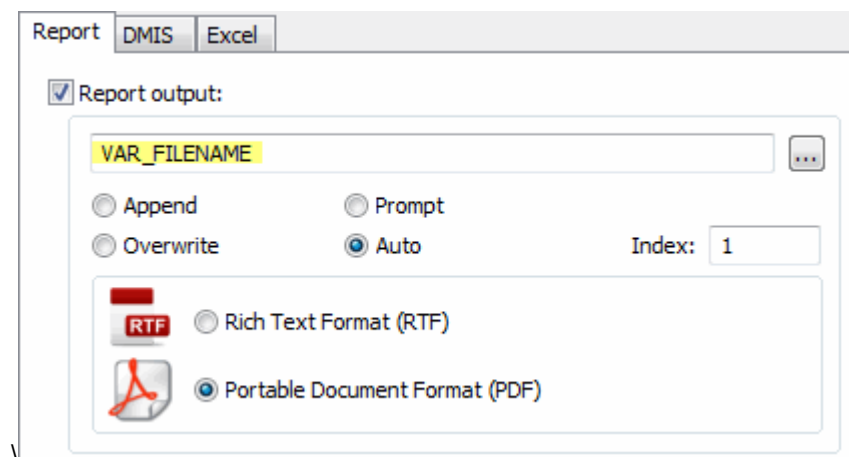 Report DMIS Excel
Report output:
VAR_FILENAME ...
Append Prompt
Overwrite Auto Index: 1
RTF Rich Text Format (RTF)
Portable Document Format (PDF)
\